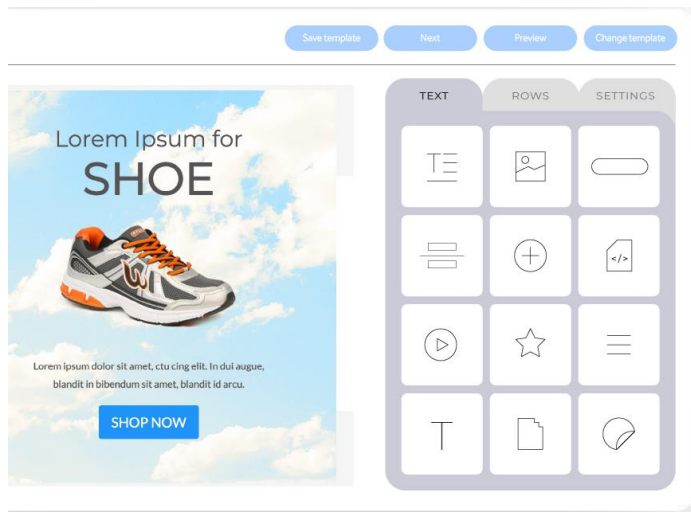 Save template
Next
Preview
Change template
TEXT
ROWS
SETTINGS
Lorem Ipsum for
SHOE
Lorem ipsum dolor sit amet, ctu cing elit. In dui augue,
blandit in bibendum sit amet, blandit id arcu.
SHOP NOW
T
</>
T